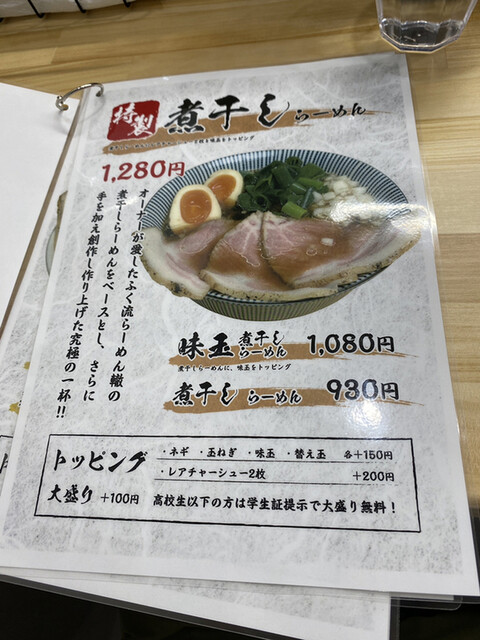 特製 煮干しらーめん
1,280円
オーナーが愛したふく流らーめん轍の
煮干しらーめんをベースとし、さらに
手を加え創作し作り上げた究極の一杯!!
味玉 煮干しらーめん 1,080円
煮干しらーめんに、味玉をトッピング
煮干し らーめん 930円
トッピング ・ネギ ・玉ねぎ ・味玉 ・替え玉 各+150円
・レアチャーシュー2枚 +200円
大盛り +100円 高校生以下の方は学生証提示で大盛り無料！